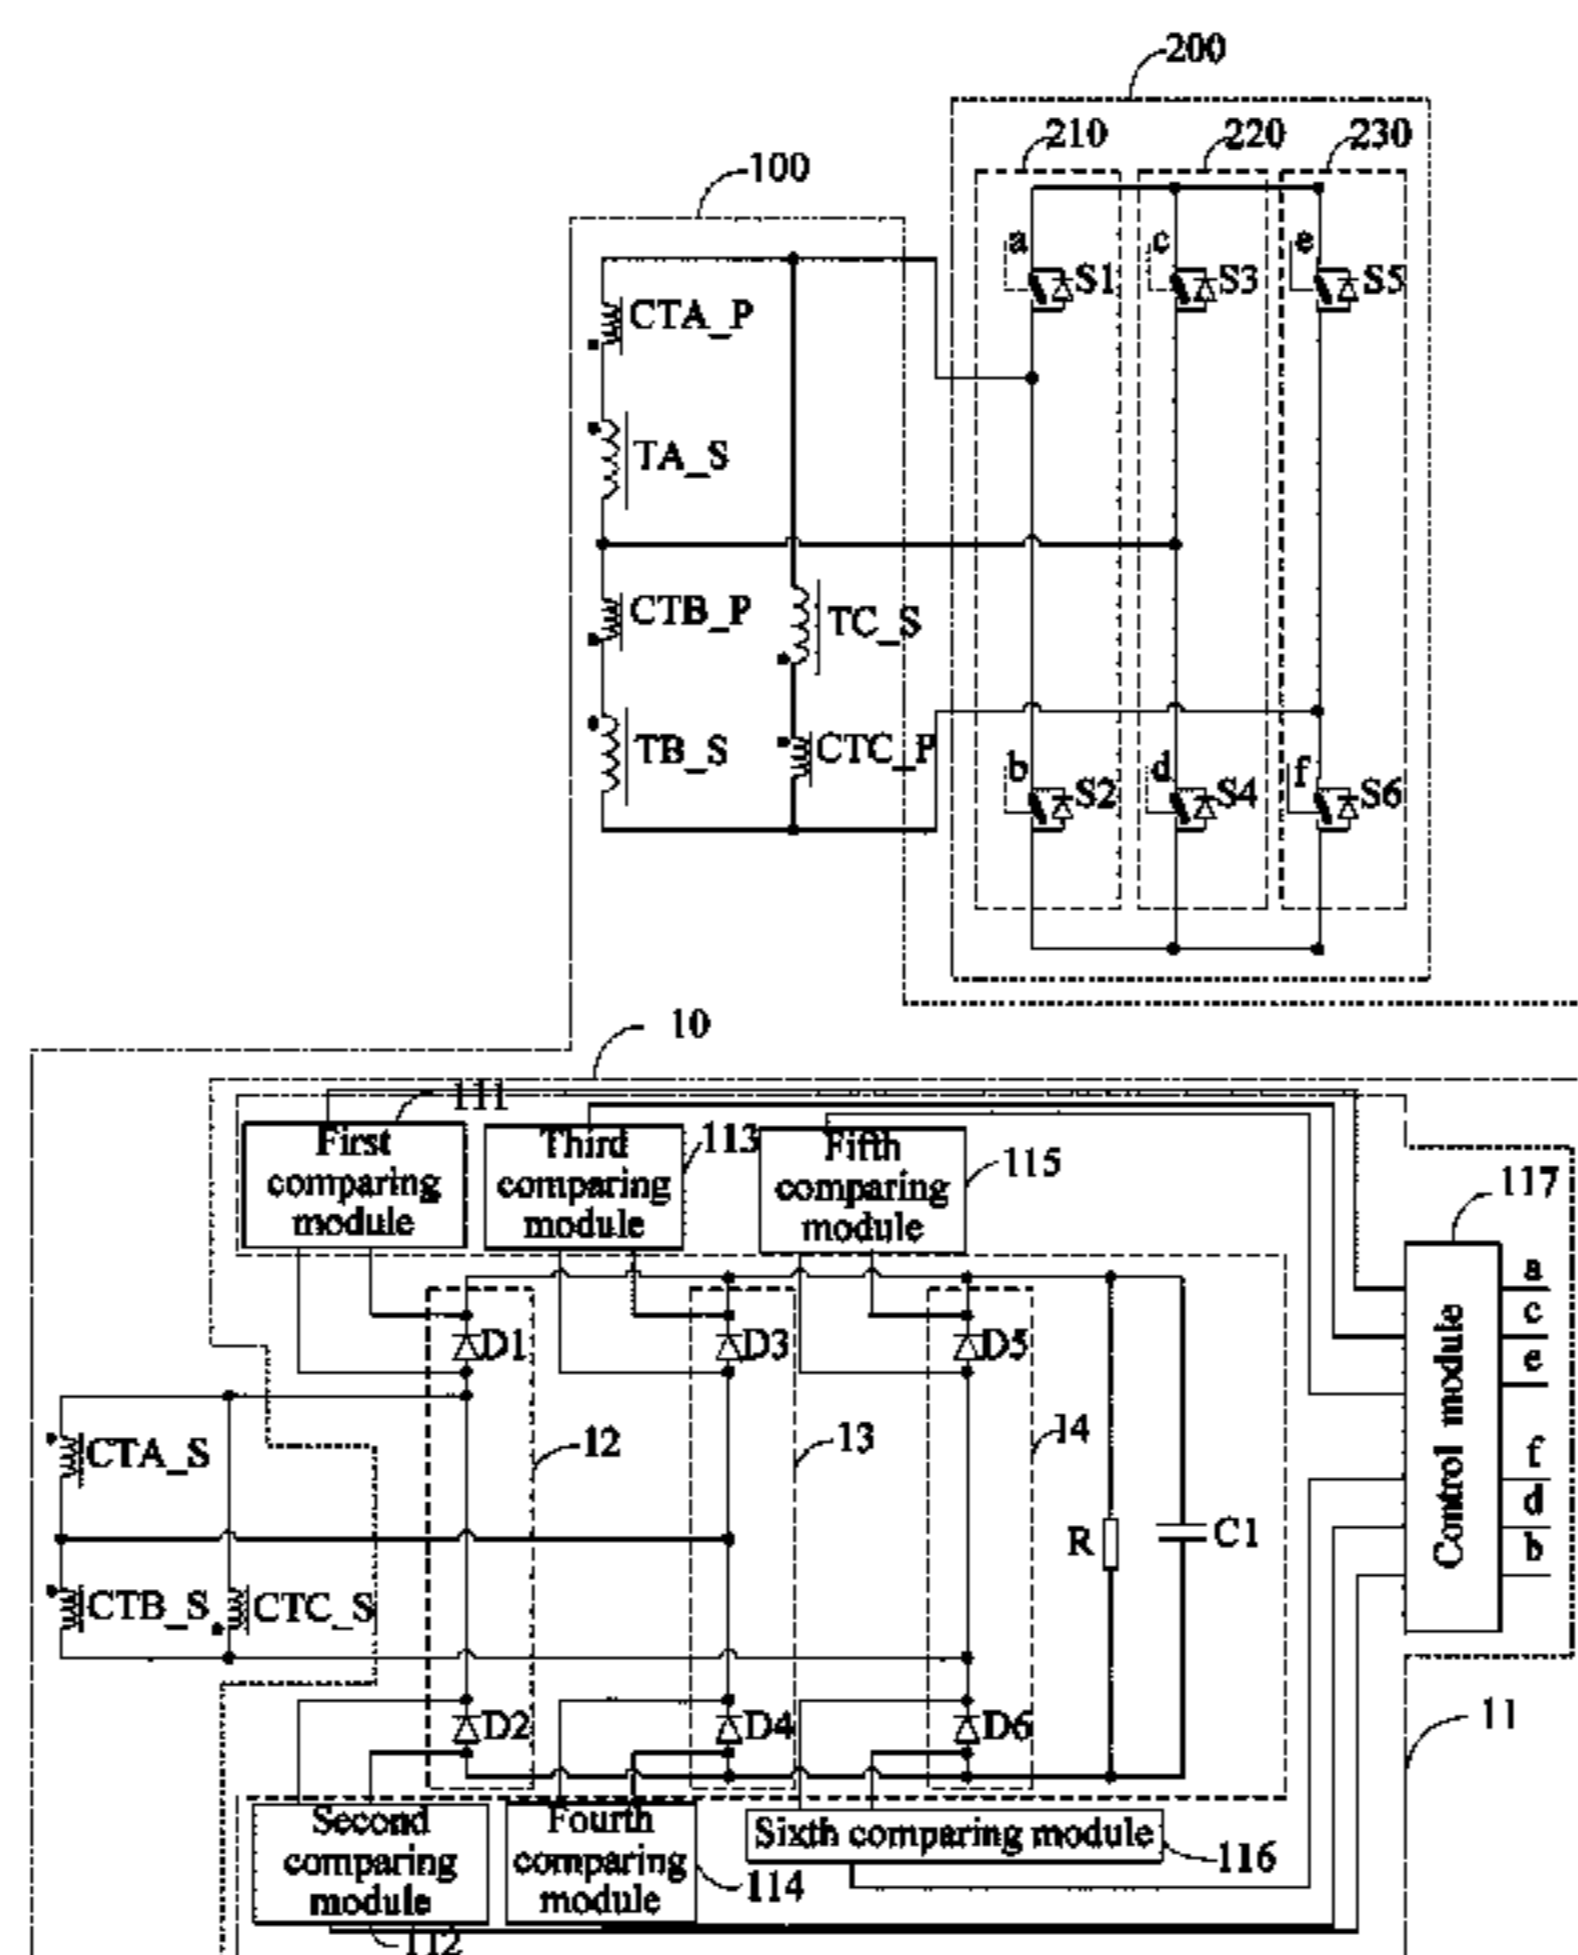 200
210
220
230
100
a
c
e
S1
S3
S5
CTA_P
TA_S
CTB_P
TC_S
TB_S
CTC_P
b
d
f
S2
S4
S6
10
111
First
comparing
module
Third
comparing
module
113
Fifth
comparing
module
115
117
a
c
e
f
d
b
Control module
D1
D3
D5
12
13
14
CTA_S
R
C1
CTB_S
CTC_S
D2
D4
D6
11
Second
comparing
module
112
Fourth
comparing
module
114
Sixth comparing module
116